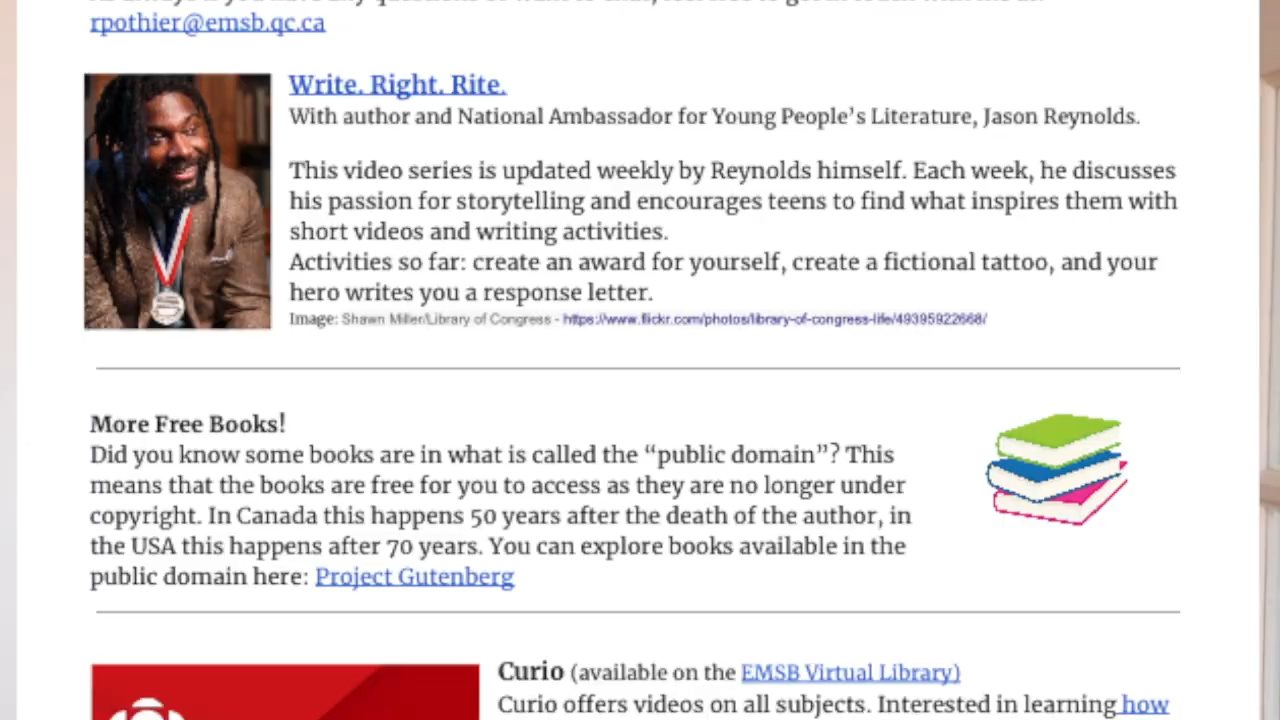 rpothier@emsb.qc.ca
Write. Right. Rite.
With author and National Ambassador for Young People’s Literature, Jason Reynolds.
This video series is updated weekly by Reynolds himself. Each week, he discusses
his passion for storytelling and encourages teens to find what inspires them with
short videos and writing activities.
Activities so far: create an award for yourself, create a fictional tattoo, and your
hero writes you a response letter.
Image: Shawn Miller/Library of Congress - https://www.flickr.com/photos/library-of-congress-life/49395922668/
More Free Books!
Did you know some books are in what is called the “public domain”? This
means that the books are free for you to access as they are no longer under
copyright. In Canada this happens 50 years after the death of the author, in
the USA this happens after 70 years. You can explore books available in the
public domain here: Project Gutenberg
Curio (available on the EMSB Virtual Library)
Curio offers videos on all subjects. Interested in learning how